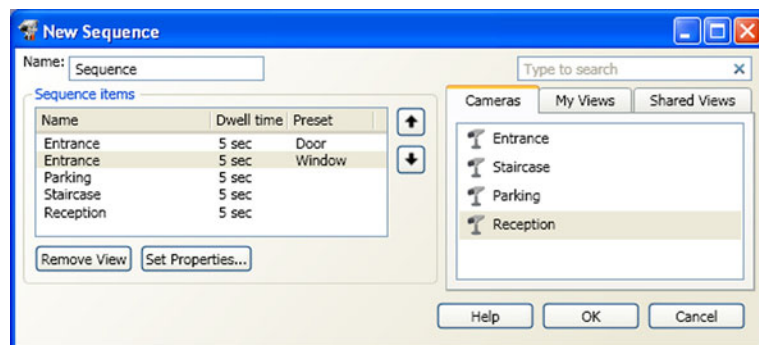 New Sequence
Name: Sequence
Type to search
Sequence items
Cameras My Views Shared Views
Name Dwell time Preset
Entrance 5 sec Door
Entrance 5 sec Window
Parking 5 sec
Staircase 5 sec
Reception 5 sec
Entrance
Staircase
Parking
Reception
Remove View Set Properties...
Help OK Cancel